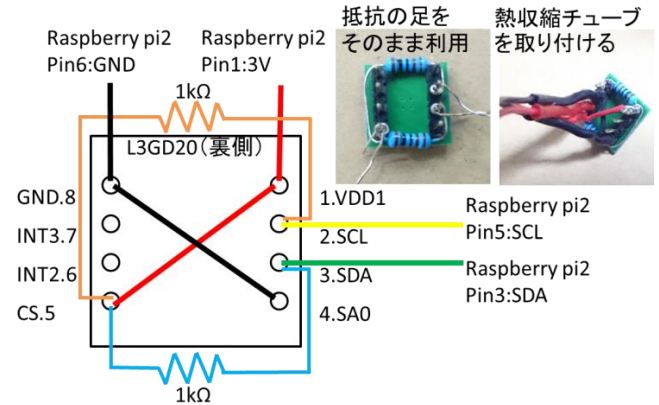 Raspberry pi2
Pin6:GND
Raspberry pi2
Pin1:3V
抵抗の足を
そのまま利用
熱収縮チューブ
を取り付ける
1kΩ
L3GD20（裏側）
GND.8
INT3.7
INT2.6
CS.5
1.VDD1
2.SCL
3.SDA
4.SA0
Raspberry pi2
Pin5:SCL
Raspberry pi2
Pin3:SDA
1kΩ